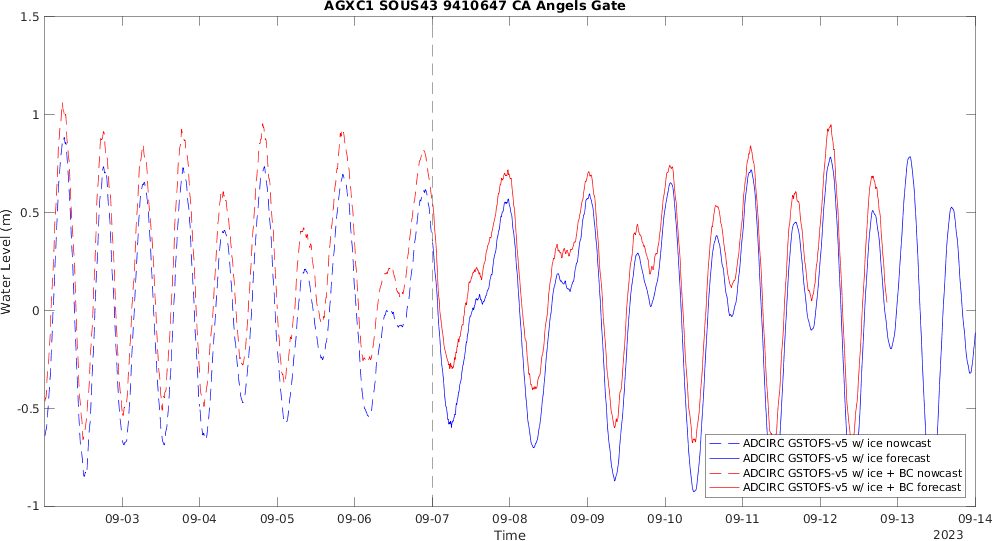 AGXC1 SOUS43 9410647 CA Angels Gate
1.5
1
0.5
0
-0.5
-1
Water Level (m)
09-03 09-04 09-05 09-06 09-07 09-08 09-09 09-10 09-11 09-12 09-13 09-14
Time
2023
ADCIRC GSTOFS-v5 w/ ice nowcast
ADCIRC GSTOFS-v5 w/ ice forecast
ADCIRC GSTOFS-v5 w/ ice + BC nowcast
ADCIRC GSTOFS-v5 w/ ice + BC forecast